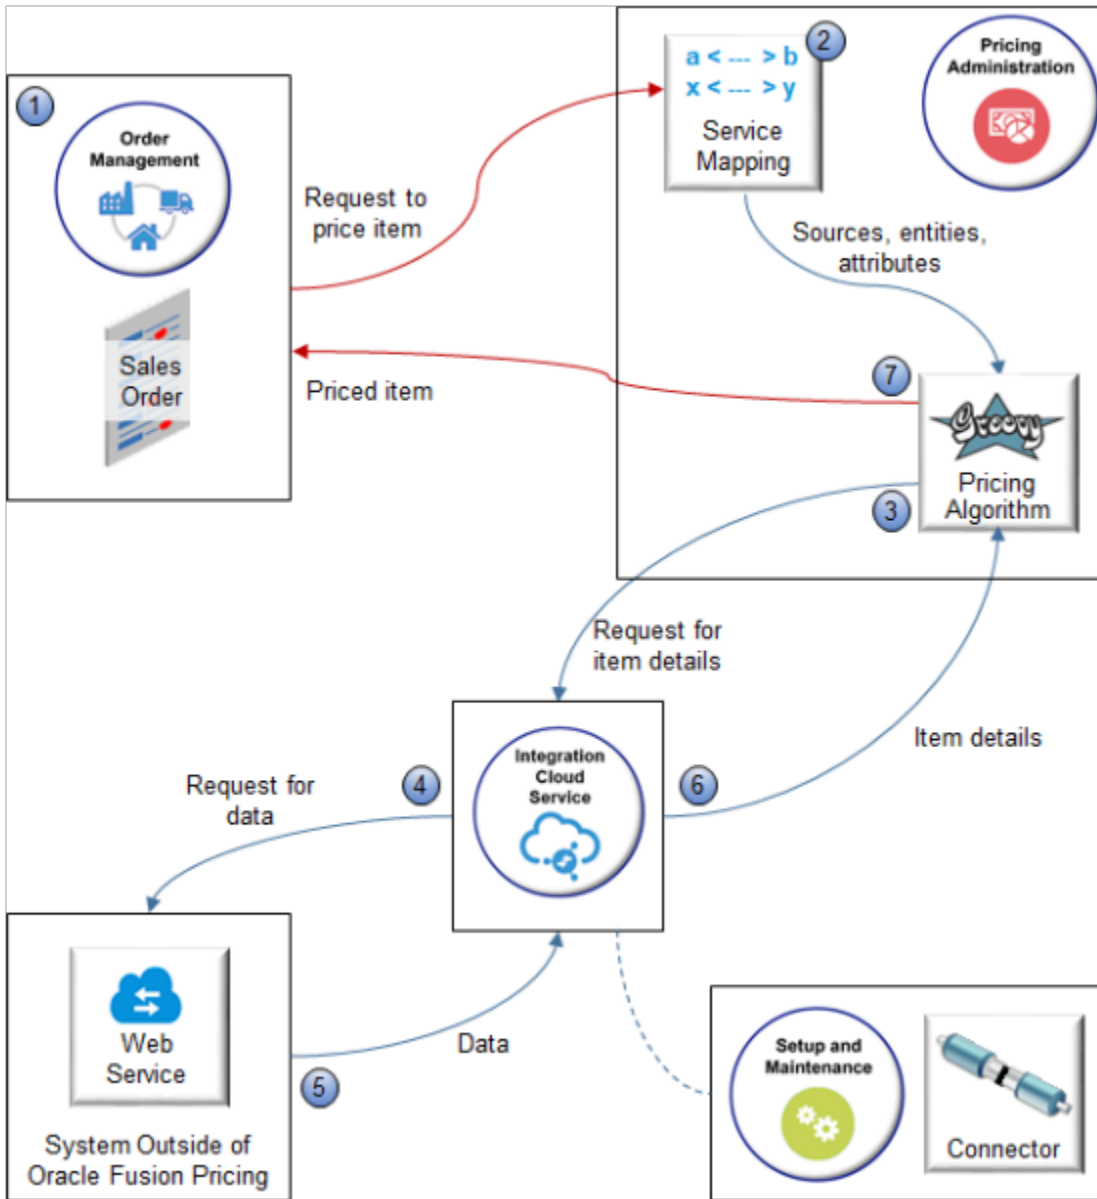 1
Order
Management
Sales
Order
Request to
price item
Priced item
2
a < --- > b
x < --- > y
Service
Mapping
Pricing
Administration
Sources, entities,
attributes
7
Groovy
Pricing
Algorithm
3
Request for
item details
Item details
Integration
Cloud
Service
4
6
Request for
data
Web
Service
5
Data
System Outside of
Oracle Fusion Pricing
Setup and
Maintenance
Connector